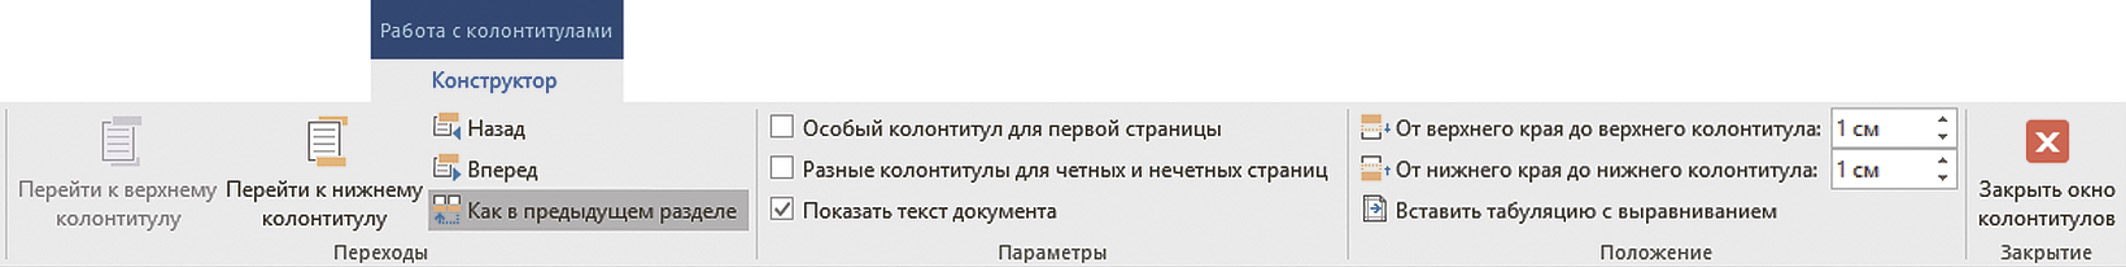 Работа с колонтитулами
Конструктор
Перейти к верхнему
колонтитулу
Перейти к нижнему
колонтитулу
Назад
Вперед
Как в предыдущем разделе
Переходы
Особый колонтитул для первой страницы
Разные колонтитулы для четных и нечетных страниц
Показать текст документа
Параметры
От верхнего края до верхнего колонтитула: 1 см
От нижнего края до нижнего колонтитула: 1 см
Вставить табуляцию с выравниванием
Положение
Закрыть окно
колонтитулов
Закрытие